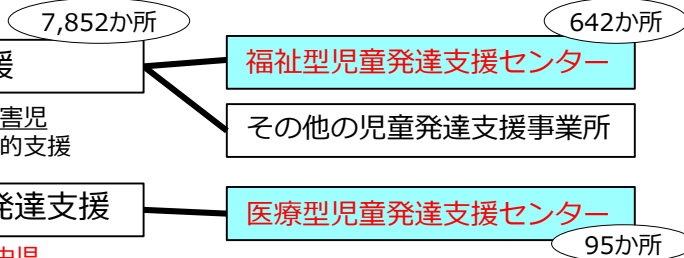 7,852か所
642か所
援
福祉型児童発達支援センター
害児
的支援
その他の児童発達支援事業所
発達支援
医療型児童発達支援センター
95か所